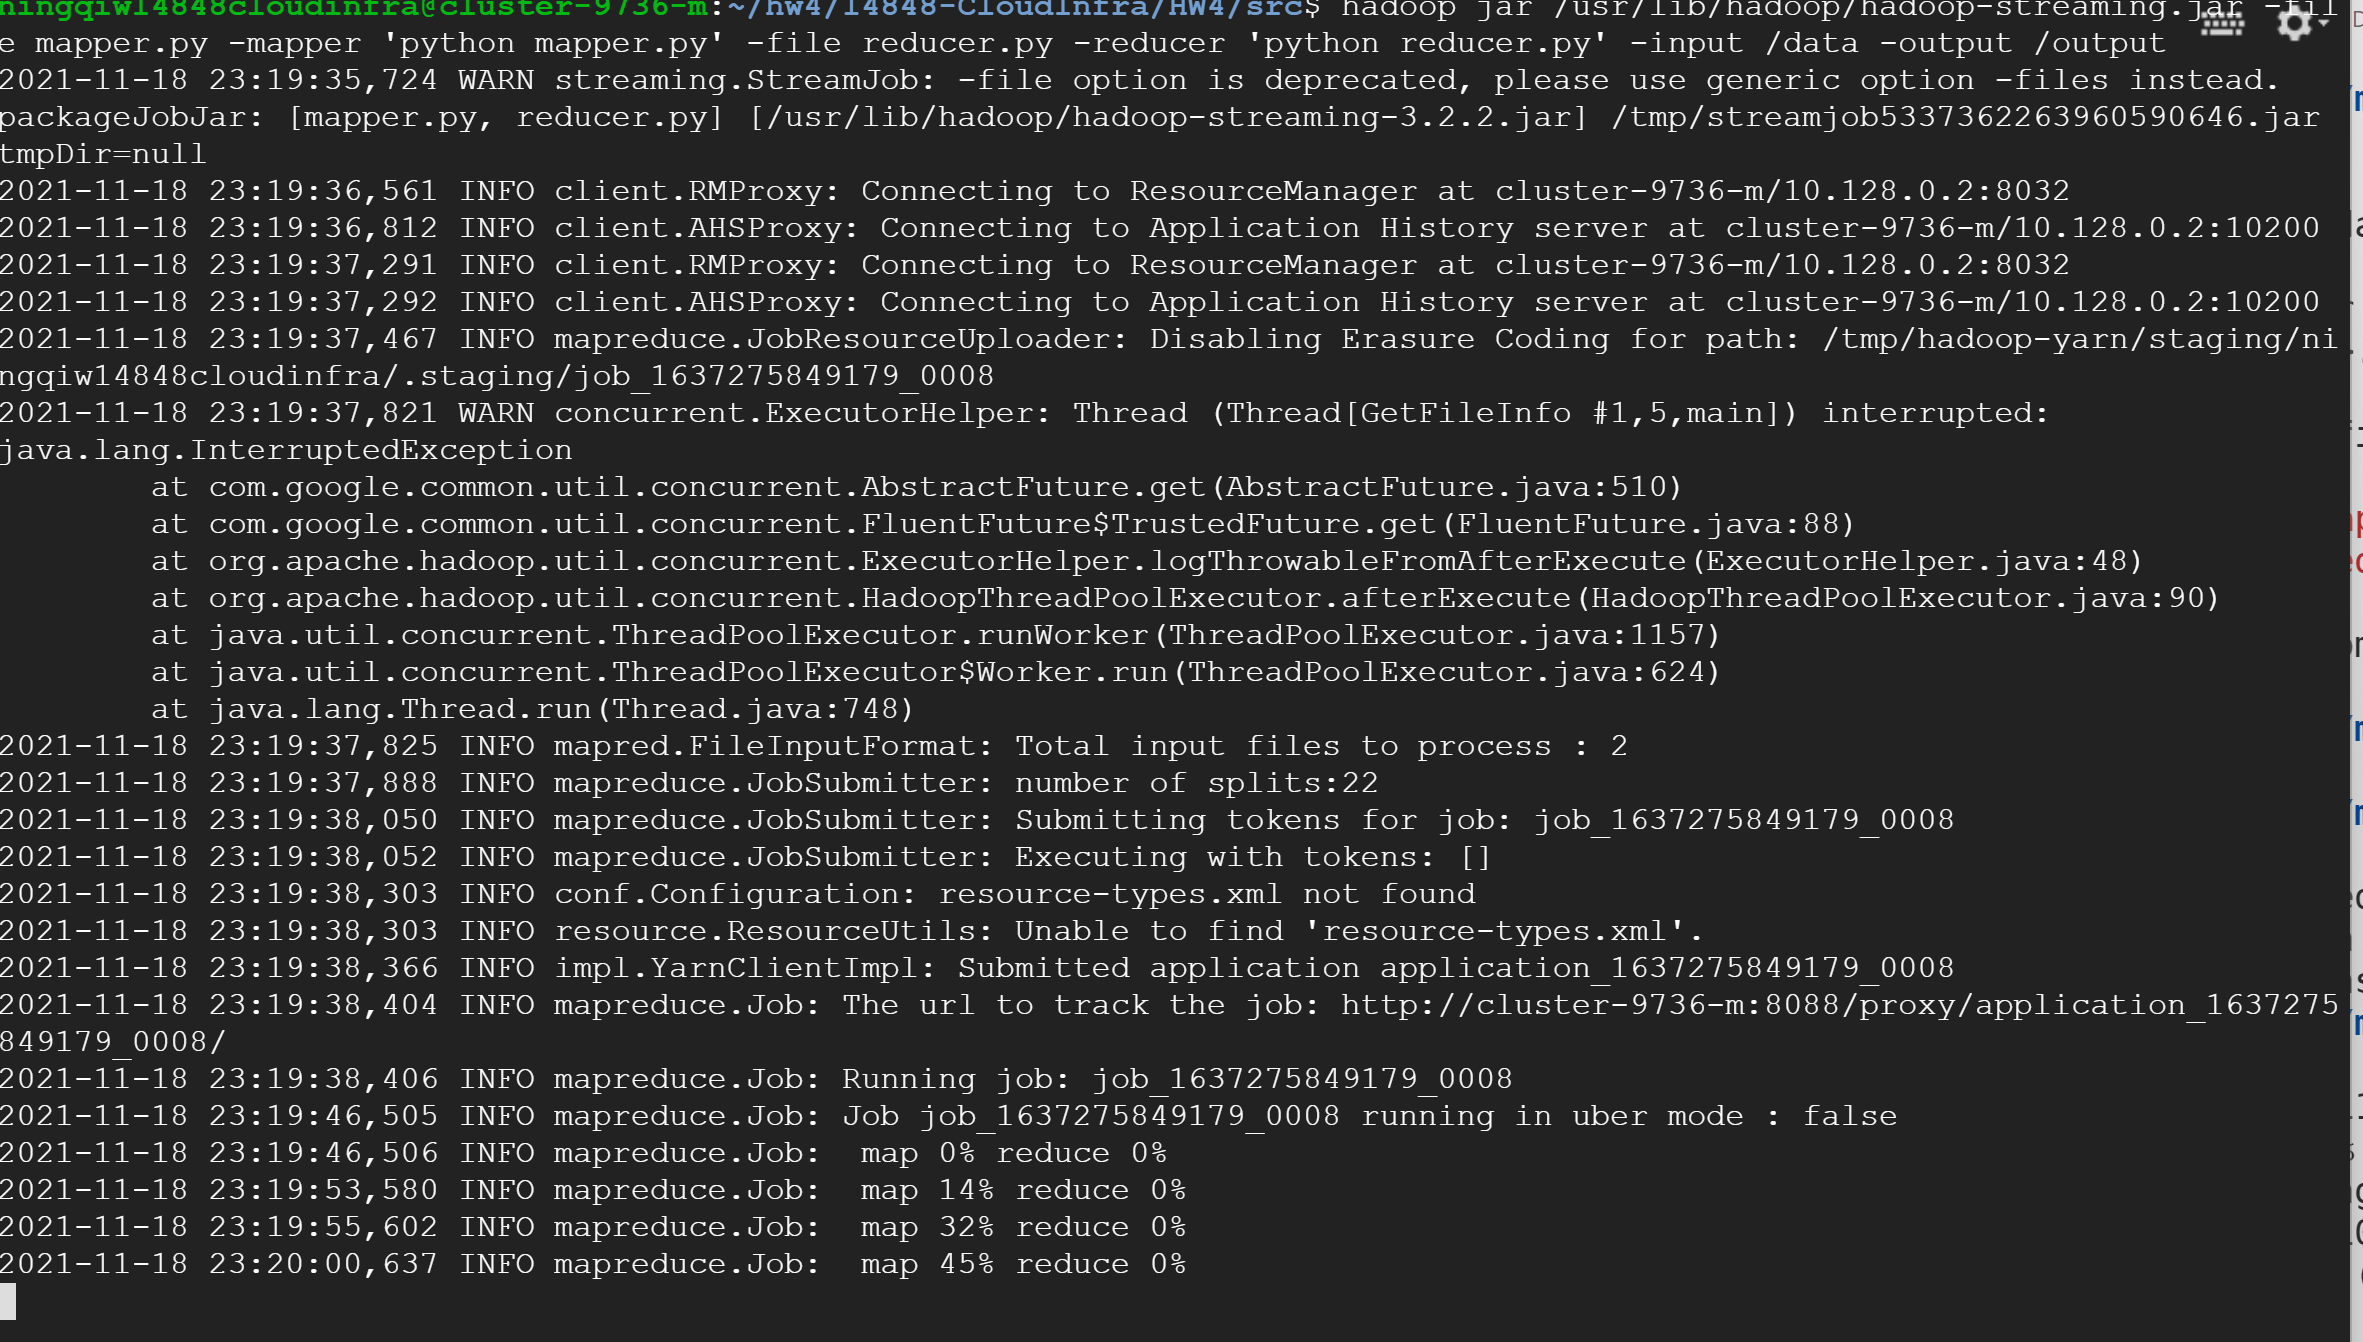 ningqiw14848cloudinfra@cluster-9736-m:~/hw4/14848-CloudInfra/HW4/src$ hadoop jar /usr/lib/hadoop/hadoop-streaming.jar -fil
e mapper.py -mapper 'python mapper.py' -file reducer.py -reducer 'python reducer.py' -input /data -output /output
2021-11-18 23:19:35,724 WARN streaming.StreamJob: -file option is deprecated, please use generic option -files instead.
packageJobJar: [mapper.py, reducer.py] [/usr/lib/hadoop/hadoop-streaming-3.2.2.jar] /tmp/streamjob5337362263960590646.jar
tmpDir=null
2021-11-18 23:19:36,561 INFO client.RMProxy: Connecting to ResourceManager at cluster-9736-m/10.128.0.2:8032
2021-11-18 23:19:36,812 INFO client.AHSProxy: Connecting to Application History server at cluster-9736-m/10.128.0.2:10200
2021-11-18 23:19:37,291 INFO client.RMProxy: Connecting to ResourceManager at cluster-9736-m/10.128.0.2:8032
2021-11-18 23:19:37,292 INFO client.AHSProxy: Connecting to Application History server at cluster-9736-m/10.128.0.2:10200
2021-11-18 23:19:37,467 INFO mapreduce.JobResourceUploader: Disabling Erasure Coding for path: /tmp/hadoop-yarn/staging/ni
ngqiw14848cloudinfra/.staging/job_1637275849179_0008
2021-11-18 23:19:37,821 WARN concurrent.ExecutorHelper: Thread (Thread[GetFileInfo #1,5,main]) interrupted:
java.lang.InterruptedException
        at com.google.common.util.concurrent.AbstractFuture.get(AbstractFuture.java:510)
        at com.google.common.util.concurrent.FluentFuture$TrustedFuture.get(FluentFuture.java:88)
        at org.apache.hadoop.util.concurrent.ExecutorHelper.logThrowableFromAfterExecute(ExecutorHelper.java:48)
        at org.apache.hadoop.util.concurrent.HadoopThreadPoolExecutor.afterExecute(HadoopThreadPoolExecutor.java:90)
        at java.util.concurrent.ThreadPoolExecutor.runWorker(ThreadPoolExecutor.java:1157)
        at java.util.concurrent.ThreadPoolExecutor$Worker.run(ThreadPoolExecutor.java:624)
        at java.lang.Thread.run(Thread.java:748)
2021-11-18 23:19:37,825 INFO mapred.FileInputFormat: Total input files to process : 2
2021-11-18 23:19:37,888 INFO mapreduce.JobSubmitter: number of splits:22
2021-11-18 23:19:38,050 INFO mapreduce.JobSubmitter: Submitting tokens for job: job_1637275849179_0008
2021-11-18 23:19:38,052 INFO mapreduce.JobSubmitter: Executing with tokens: []
2021-11-18 23:19:38,303 INFO conf.Configuration: resource-types.xml not found
2021-11-18 23:19:38,303 INFO resource.ResourceUtils: Unable to find 'resource-types.xml'.
2021-11-18 23:19:38,366 INFO impl.YarnClientImpl: Submitted application application_1637275849179_0008
2021-11-18 23:19:38,404 INFO mapreduce.Job: The url to track the job: http://cluster-9736-m:8088/proxy/application_1637275
849179_0008/
2021-11-18 23:19:38,406 INFO mapreduce.Job: Running job: job_1637275849179_0008
2021-11-18 23:19:46,505 INFO mapreduce.Job: Job job_1637275849179_0008 running in uber mode : false
2021-11-18 23:19:46,506 INFO mapreduce.Job:  map 0% reduce 0%
2021-11-18 23:19:53,580 INFO mapreduce.Job:  map 14% reduce 0%
2021-11-18 23:19:55,602 INFO mapreduce.Job:  map 32% reduce 0%
2021-11-18 23:20:00,637 INFO mapreduce.Job:  map 45% reduce 0%